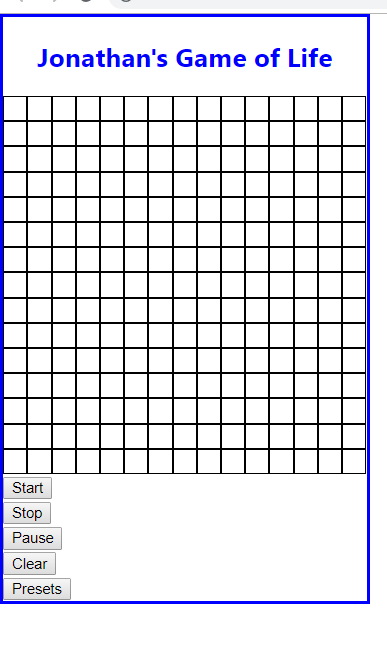 Jonathan's Game of Life
Start
Stop
Pause
Clear
Presets